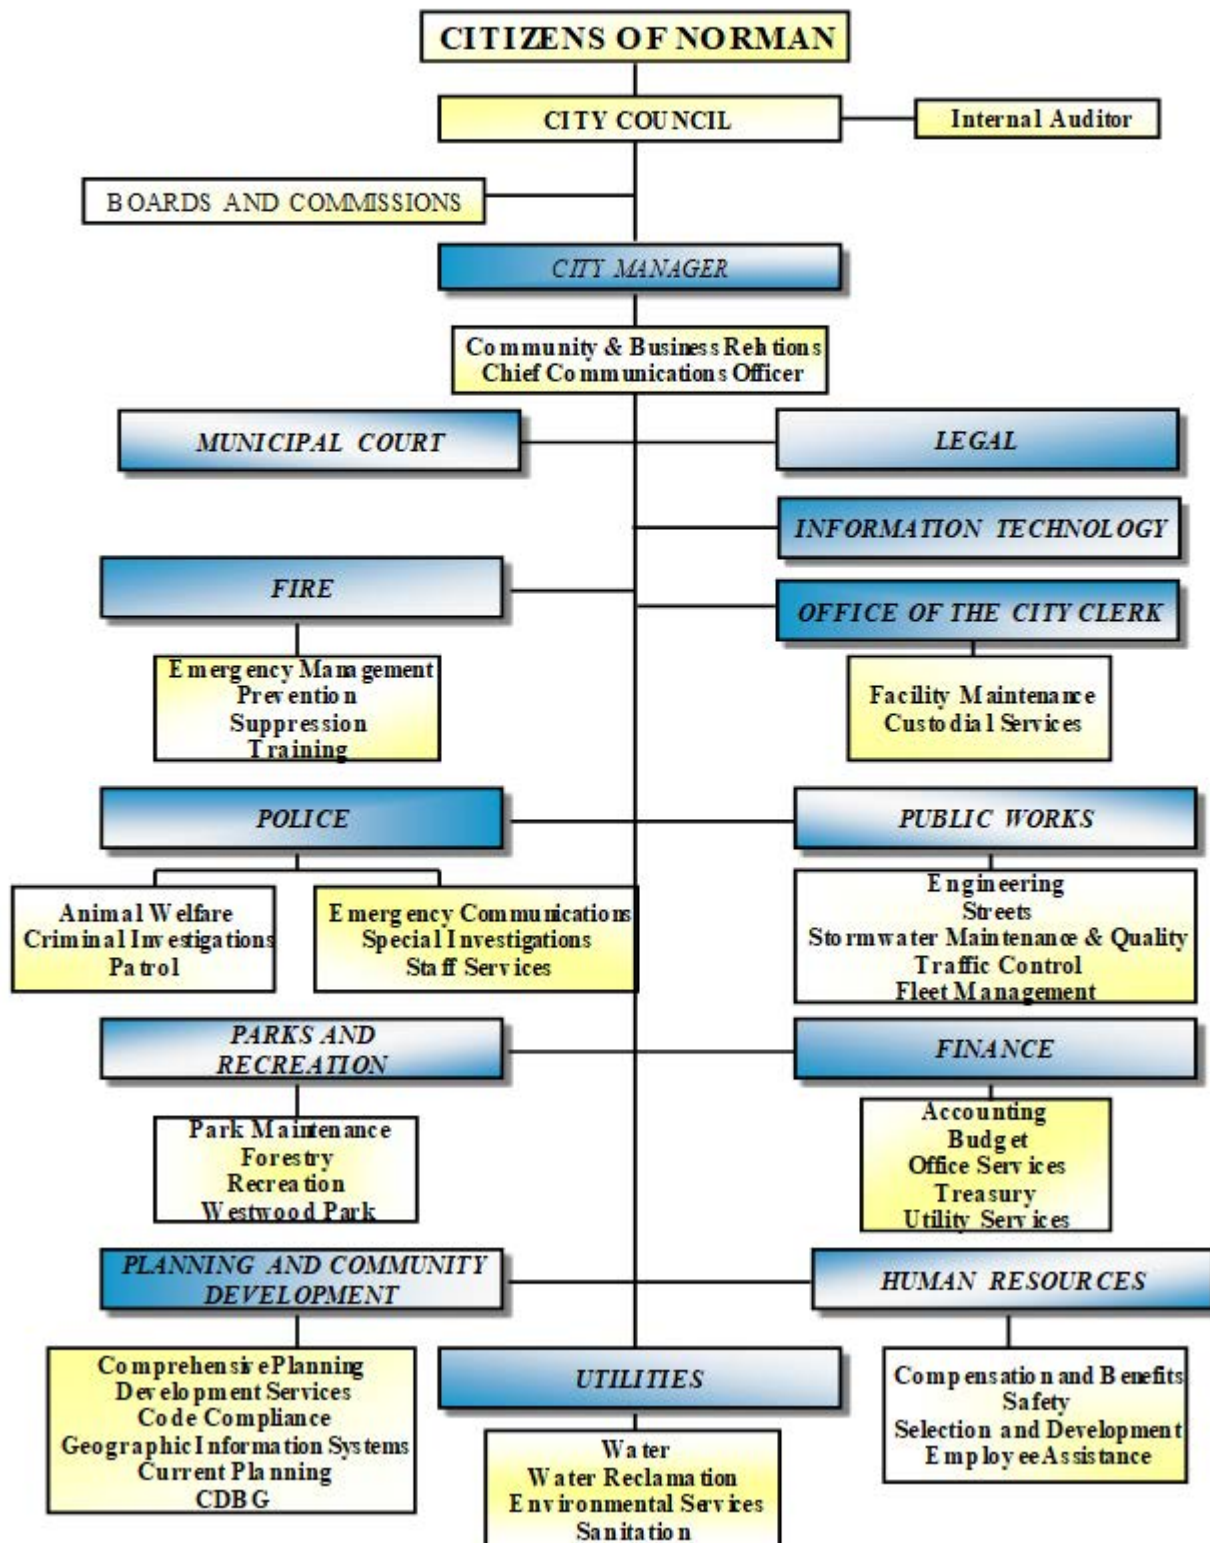 CITIZENS OF NORMAN
CITY COUNCIL
Internal Auditor
BOARDS AND COMMISSIONS
CITY MANAGER
Community & Business Relations
Chief Communications Officer
MUNICIPAL COURT
LEGAL
INFORMATION TECHNOLOGY
FIRE
OFFICE OF THE CITY CLERK
Emergency Management
Prevention
Suppression
Training
Facility Maintenance
Custodial Services
POLICE
PUBLIC WORKS
Animal Welfare
Criminal Investigations
Patrol
Emergency Communications
Special Investigations
Staff Services
Engineering
Streets
Stormwater Maintenance & Quality
Traffic Control
Fleet Management
PARKS AND
RECREATION
FINANCE
Park Maintenance
Forestry
Recreation
Westwood Park
Accounting
Budget
Office Services
Treasury
Utility Services
PLANNING AND COMMUNITY
DEVELOPMENT
HUMAN RESOURCES
Comprehensive Planning
Development Services
Code Compliance
Geographic Information Systems
Current Planning
CDBG
UTILITIES
Water
Water Reclamation
Environmental Services
Sanitation
Compensation and Benefits
Safety
Selection and Development
Employee Assistance